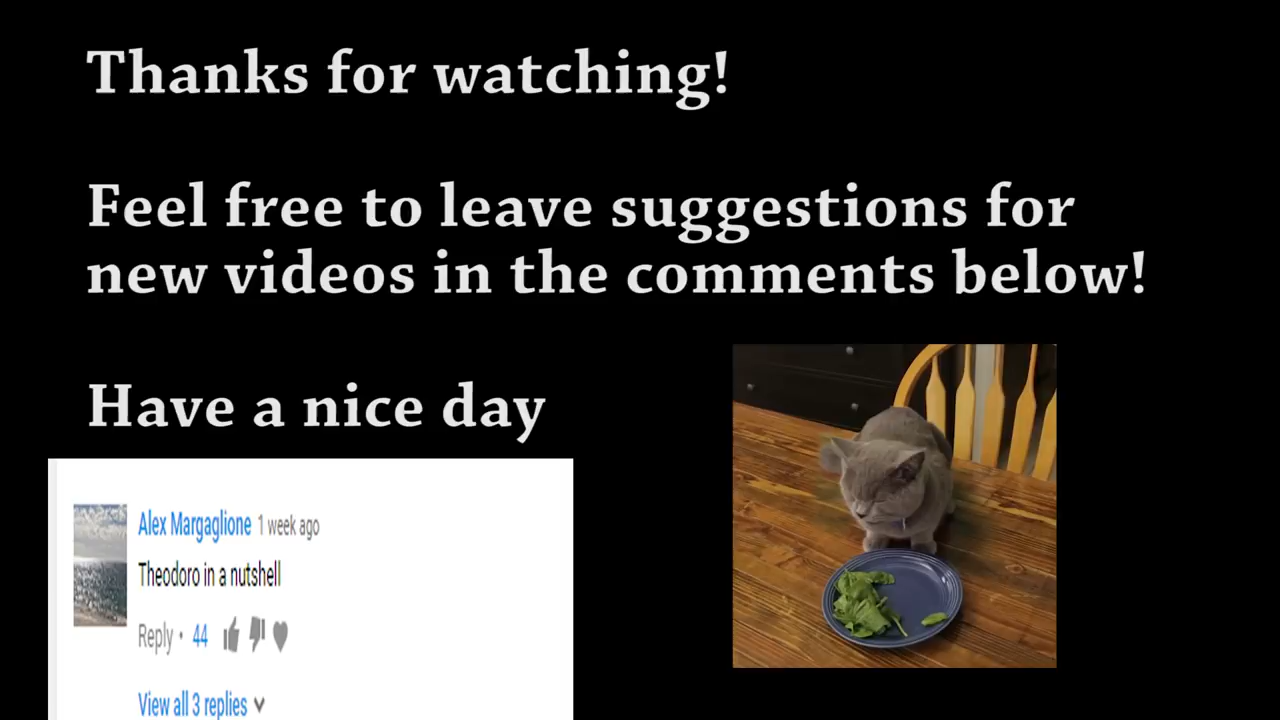 Thanks for watching!
Feel free to leave suggestions for
new videos in the comments below!
Have a nice day
Alex Margaglione 1 week ago
Theodoro in a nutshell
Reply • 44
View all 3 replies